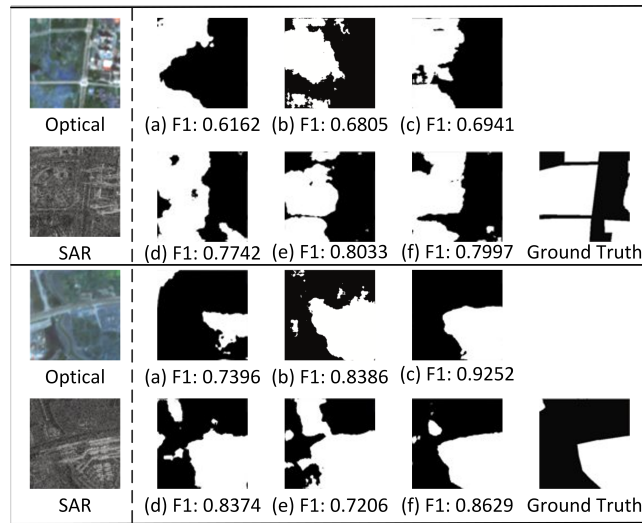 Optical (a) F1: 0.6162 (b) F1: 0.6805 (c) F1: 0.6941
SAR (d) F1: 0.7742 (e) F1: 0.8033 (f) F1: 0.7997 Ground Truth
Optical (a) F1: 0.7396 (b) F1: 0.8386 (c) F1: 0.9252
SAR (d) F1: 0.8374 (e) F1: 0.7206 (f) F1: 0.8629 Ground Truth